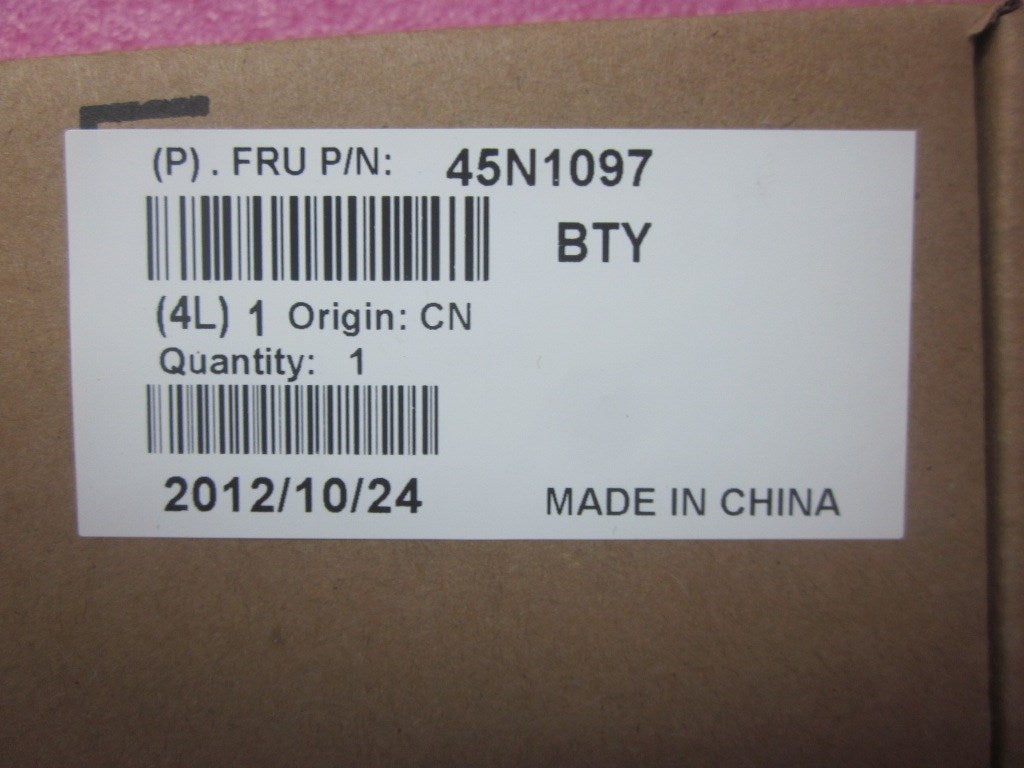 (P) . FRU P/N: 45N1097
BTY
(4L) 1 Origin: CN
Quantity: 1
2012/10/24 MADE IN CHINA